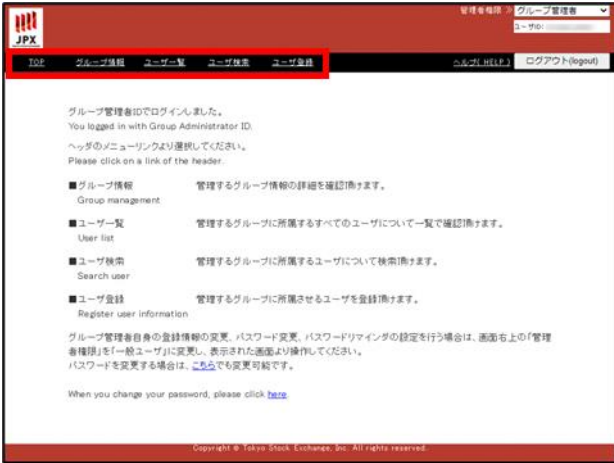 管理者権限 ≫ グループ管理者
ユーザID:
JPX
TOP グループ情報 ユーザ一覧 ユーザ検索 ユーザ登録 ヘルプ(HELP) ログアウト(logout)
グループ管理者IDでログインしました。
You logged in with Group Administrator ID.
ヘッダのメニューリンクより選択してください。
Please click on a link of the header.
■グループ情報 管理するグループ情報の詳細を確認頂けます。
Group management
■ユーザ一覧 管理するグループに所属するすべてのユーザについて一覧で確認頂けます。
User list
■ユーザ検索 管理するグループに所属するユーザについて検索頂けます。
Search user
■ユーザ登録 管理するグループに所属させるユーザを登録頂けます。
Register user information
グループ管理者自身の登録情報の変更、パスワード変更、パスワードリマインダの設定を行う場合は、画面右上の「管理
者権限」を「一般ユーザ」に変更し、表示された画面より操作してください。
パスワードを変更する場合は、こちらでも変更可能です。
When you change your password, please click here.
Copyright © Tokyo Stock Exchange, Inc. All rights reserved.